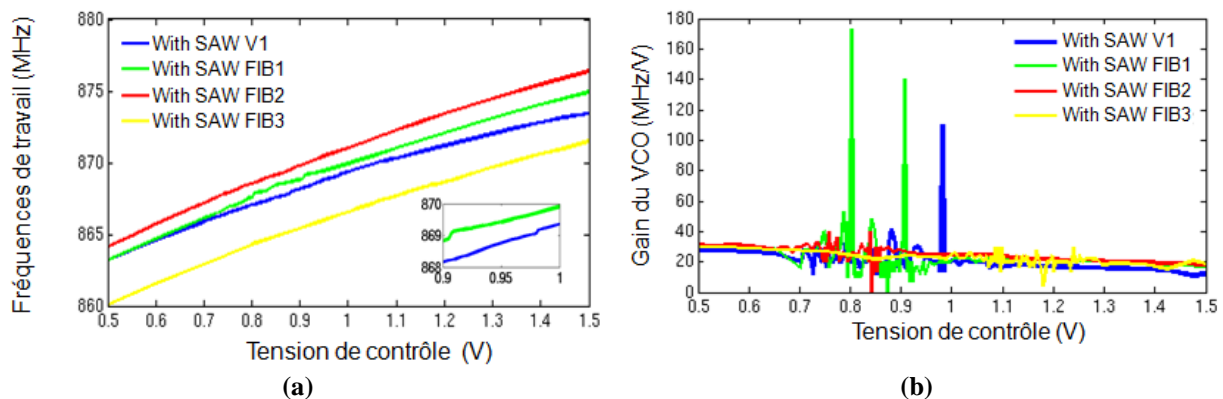 Fréquences de travail (MHz)
880
875
870
865
860
With SAW V1
With SAW FIB1
With SAW FIB2
With SAW FIB3
870
869
868
0.9
0.95
1
0.5 0.6 0.7 0.8 0.9 1 1.1 1.2 1.3 1.4 1.5
Tension de contrôle (V)
(a)
Gain du VCO (MHz/V)
180
160
140
120
100
80
60
40
20
0
With SAW V1
With SAW FIB1
With SAW FIB2
With SAW FIB3
0.5 0.6 0.7 0.8 0.9 1 1.1 1.2 1.3 1.4 1.5
Tension de contrôle (V)
(b)